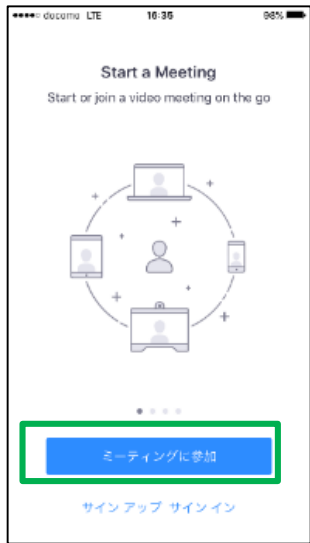 docomo LTE 16:35 98%
Start a Meeting
Start or join a video meeting on the go
ミーティングに参加
サイン アップ サイン イン